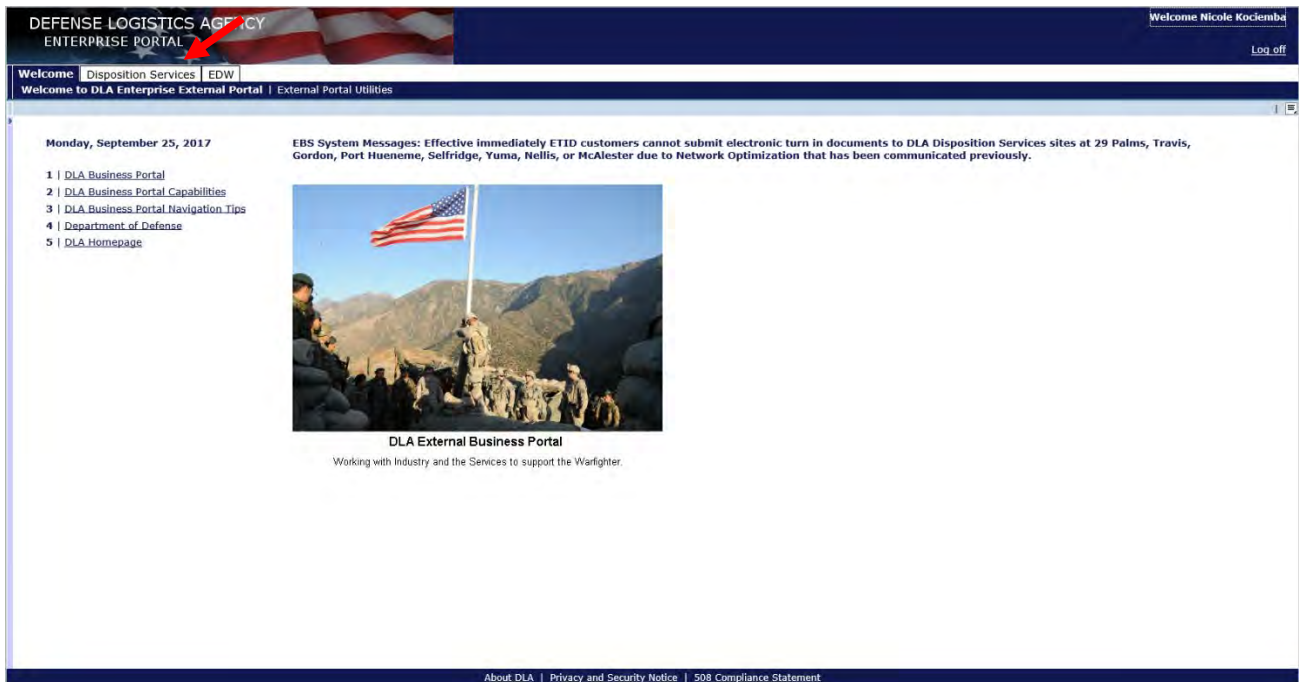 DEFENSE LOGISTICS AGENCY
ENTERPRISE PORTAL
Welcome Nicole Kociemba
Log off
Welcome Disposition Services EDW
Welcome to DLA Enterprise External Portal | External Portal Utilities
Monday, September 25, 2017
1 | DLA Business Portal
2 | DLA Business Portal Capabilities
3 | DLA Business Portal Navigation Tips
4 | Department of Defense
5 | DLA Homepage
EBS System Messages: Effective immediately ETID customers cannot submit electronic turn in documents to DLA Disposition Services sites at 29 Palms, Travis,
Gordon, Port Hueneme, Selfridge, Yuma, Nellis, or McAlester due to Network Optimization that has been communicated previously.
DLA External Business Portal
Working with Industry and the Services to support the Warfighter.
About DLA | Privacy and Security Notice | 508 Compliance Statement